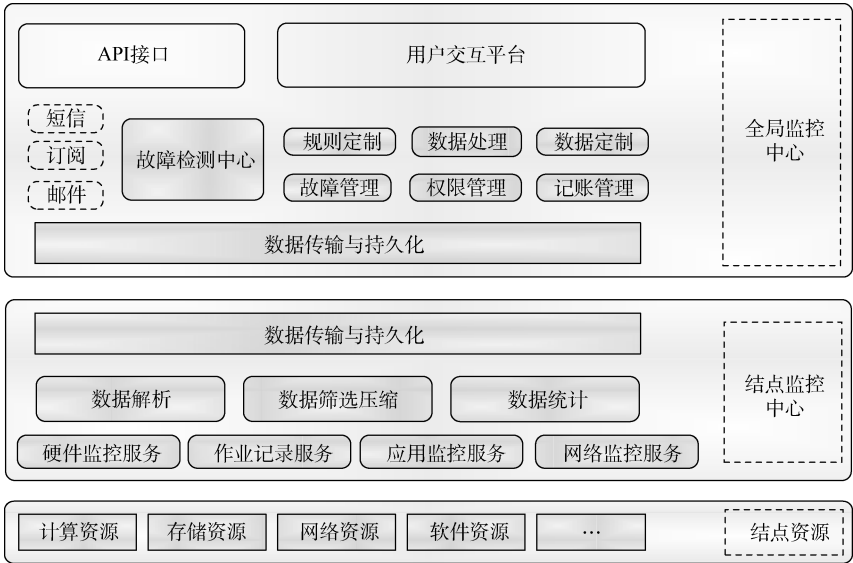 API接口
用户交互平台
短信
订阅
邮件
故障检测中心
规则定制
数据处理
数据定制
故障管理
权限管理
记账管理
数据传输与持久化
全局监控
中心
数据传输与持久化
数据解析
数据筛选压缩
数据统计
硬件监控服务
作业记录服务
应用监控服务
网络监控服务
结点监控
中心
计算资源
存储资源
网络资源
软件资源
…
结点资源